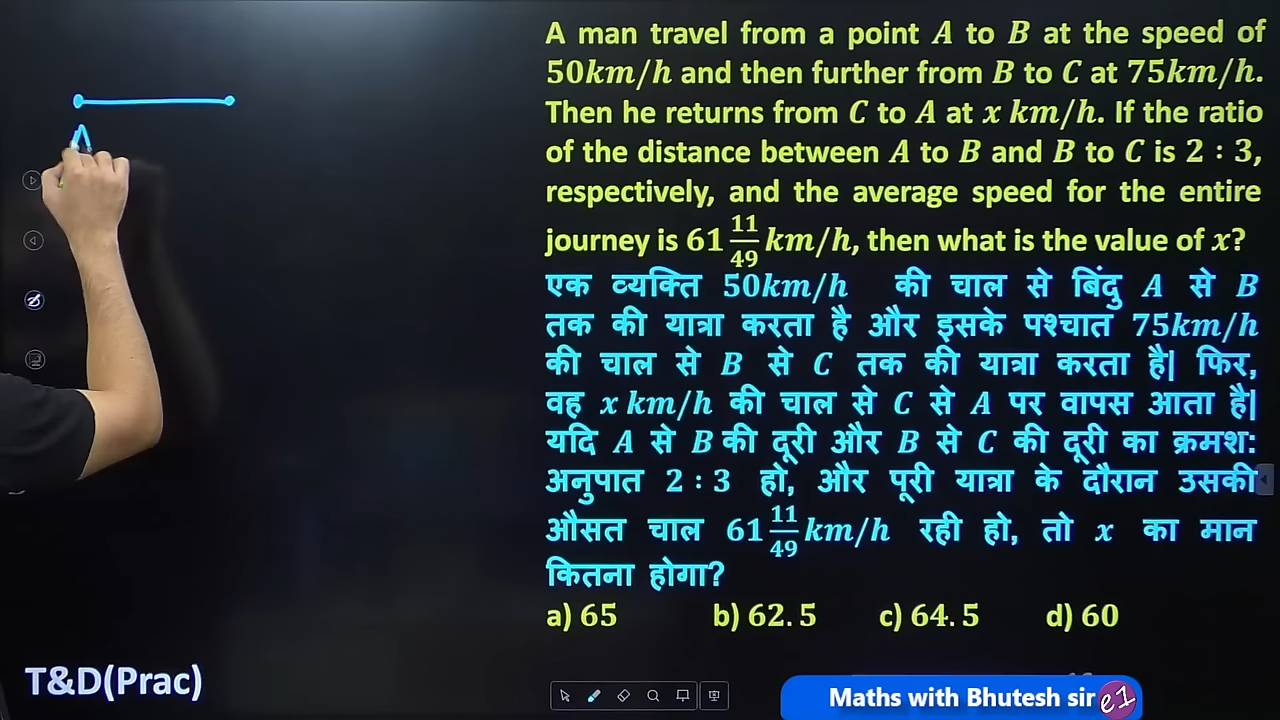 A man travel from a point A to B at the speed of
50km/h and then further from B to C at 75km/h.
Then he returns from C to A at x km/h. If the ratio
of the distance between A to B and B to C is 2 : 3,
respectively, and the average speed for the entire
journey is 61 11/49 km/h, then what is the value of x?
एक व्यक्ति 50km/h की चाल से बिंदु A से B
तक की यात्रा करता है और इसके पश्चात 75km/h
की चाल से B से C तक की यात्रा करता है| फिर,
वह x km/h की चाल से C से A पर वापस आता है|
यदि A से B की दूरी और B से C की दूरी का क्रमश:
अनुपात 2 : 3 हो, और पूरी यात्रा के दौरान उसकी
औसत चाल 61 11/49 km/h रही हो, तो x का मान
कितना होगा?
a) 65 b) 62.5 c) 64.5 d) 60
A
T&D(Prac)
Maths with Bhutesh sir e1